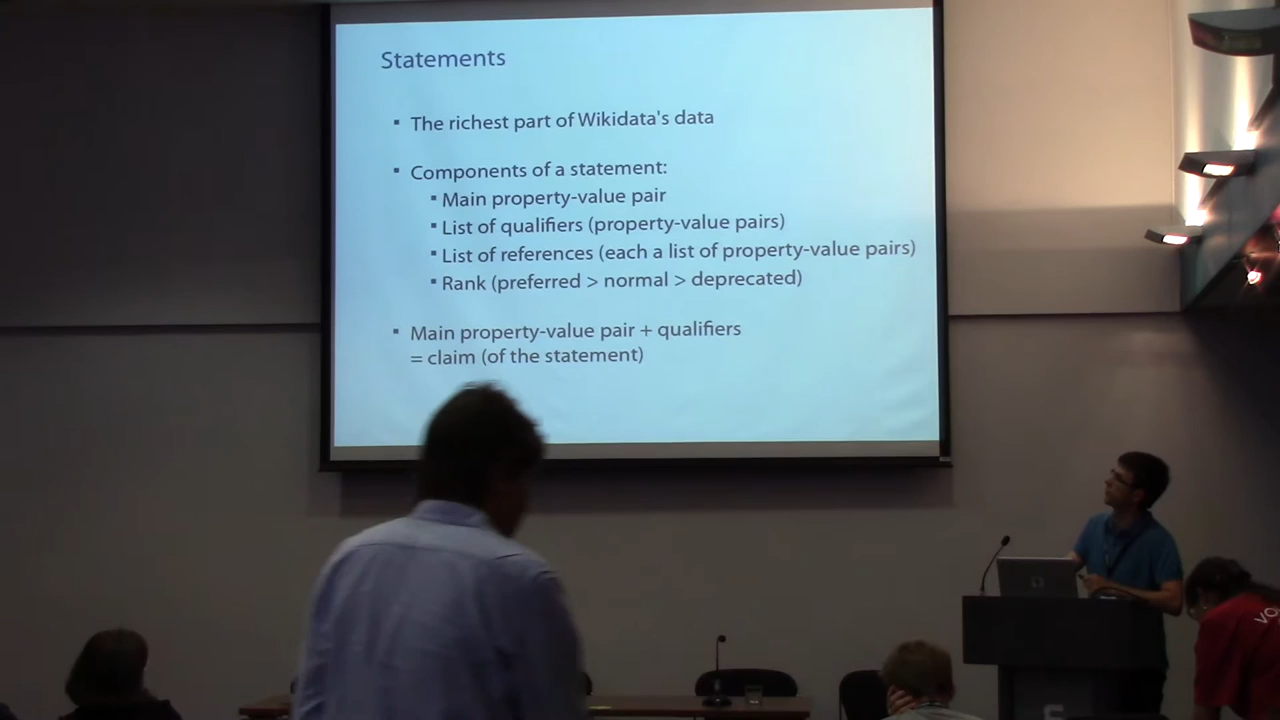 Statements
▪ The richest part of Wikidata's data
▪ Components of a statement:
▪ Main property-value pair
▪ List of qualifiers (property-value pairs)
▪ List of references (each a list of property-value pairs)
▪ Rank (preferred > normal > deprecated)
▪ Main property-value pair + qualifiers
= claim (of the statement)